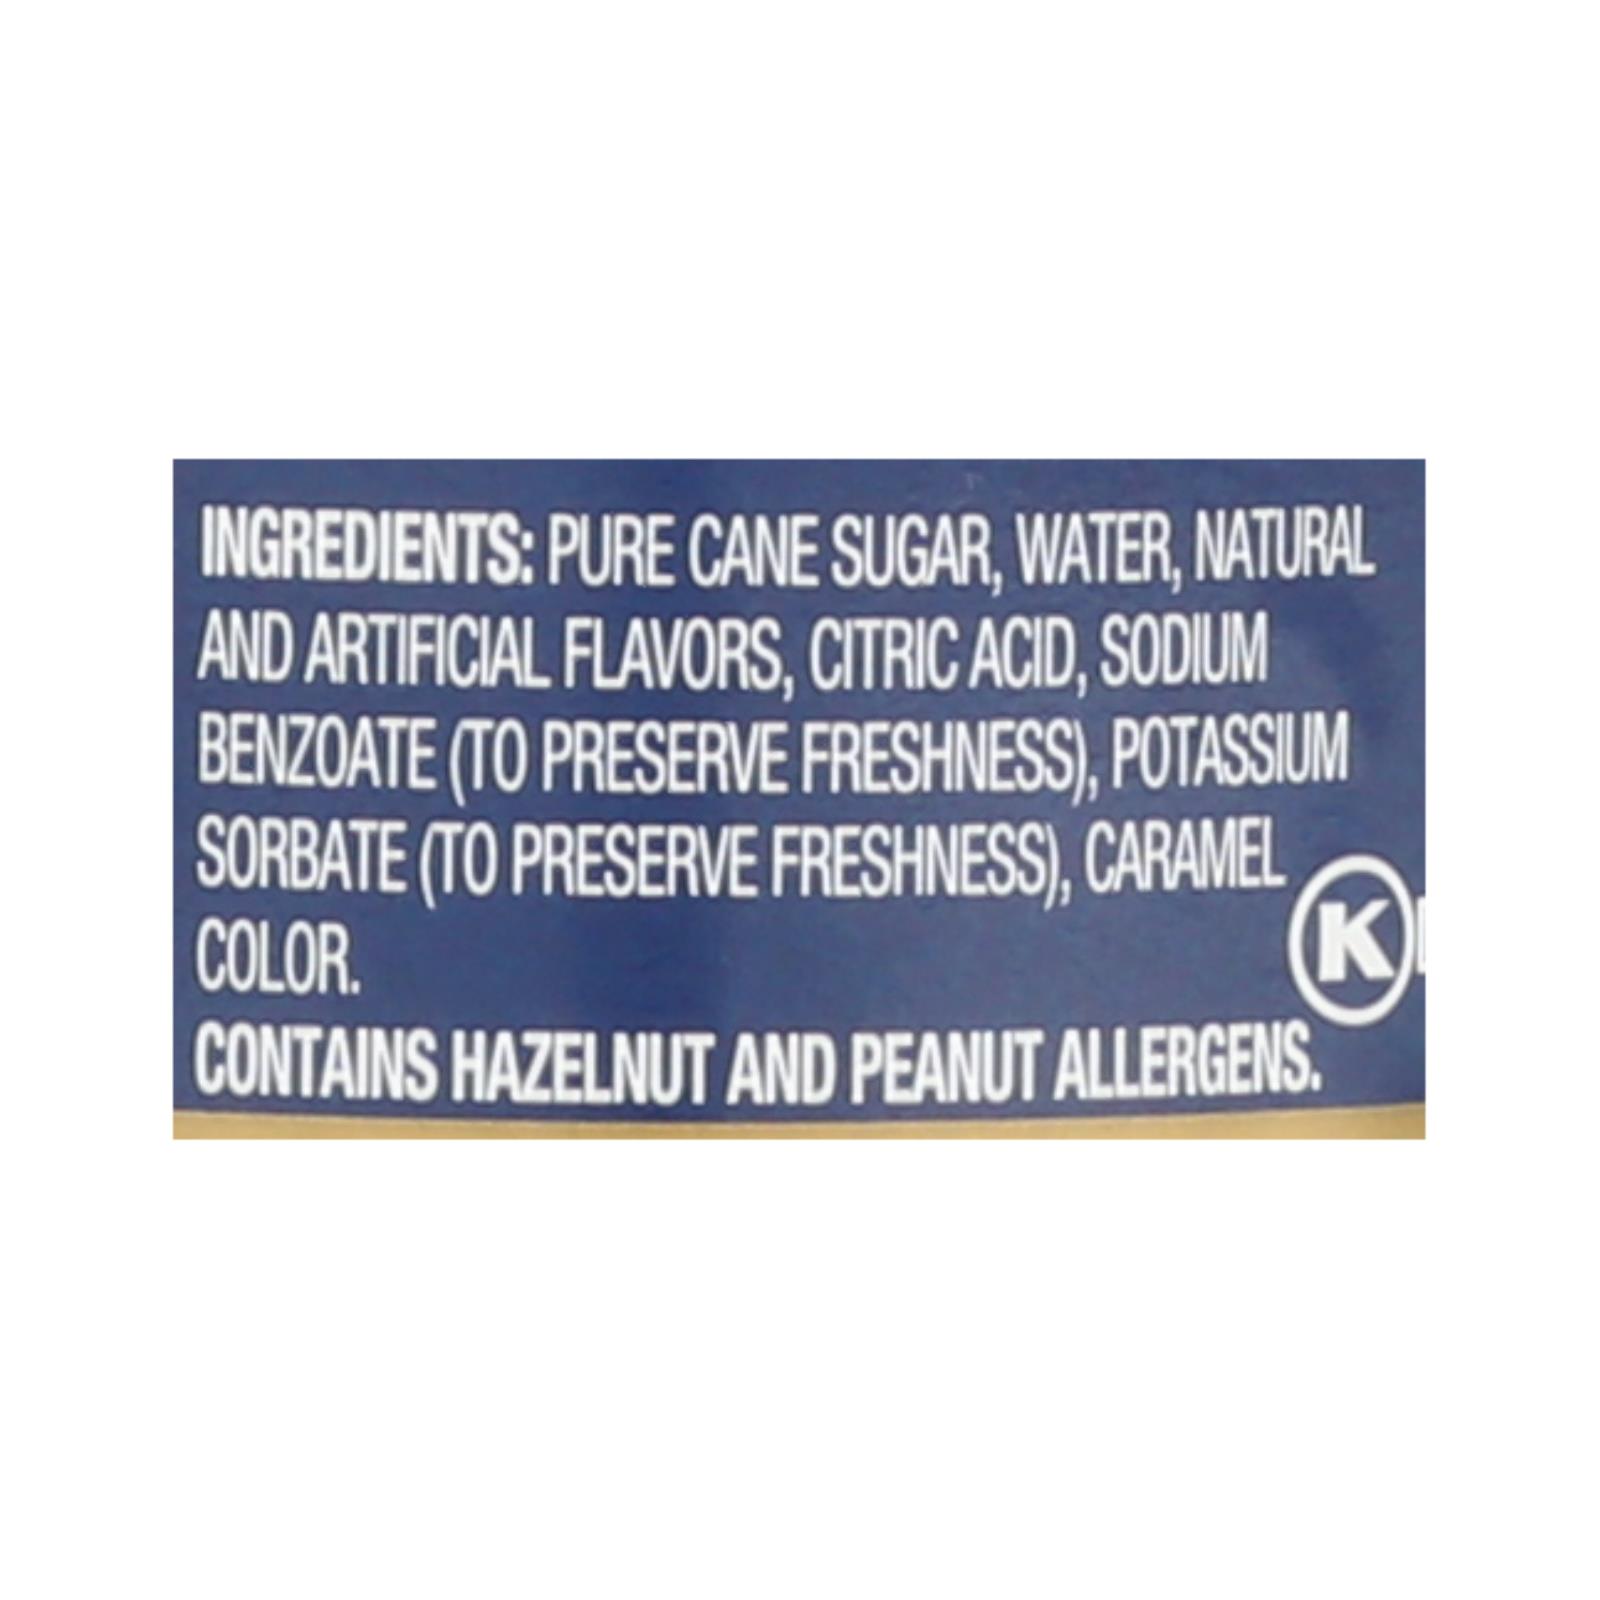 INGREDIENTS: PURE CANE SUGAR, WATER, NATURAL
AND ARTIFICIAL FLAVORS, CITRIC ACID, SODIUM
BENZOATE (TO PRESERVE FRESHNESS), POTASSIUM
SORBATE (TO PRESERVE FRESHNESS), CARAMEL
COLOR.
K
CONTAINS HAZELNUT AND PEANUT ALLERGENS.